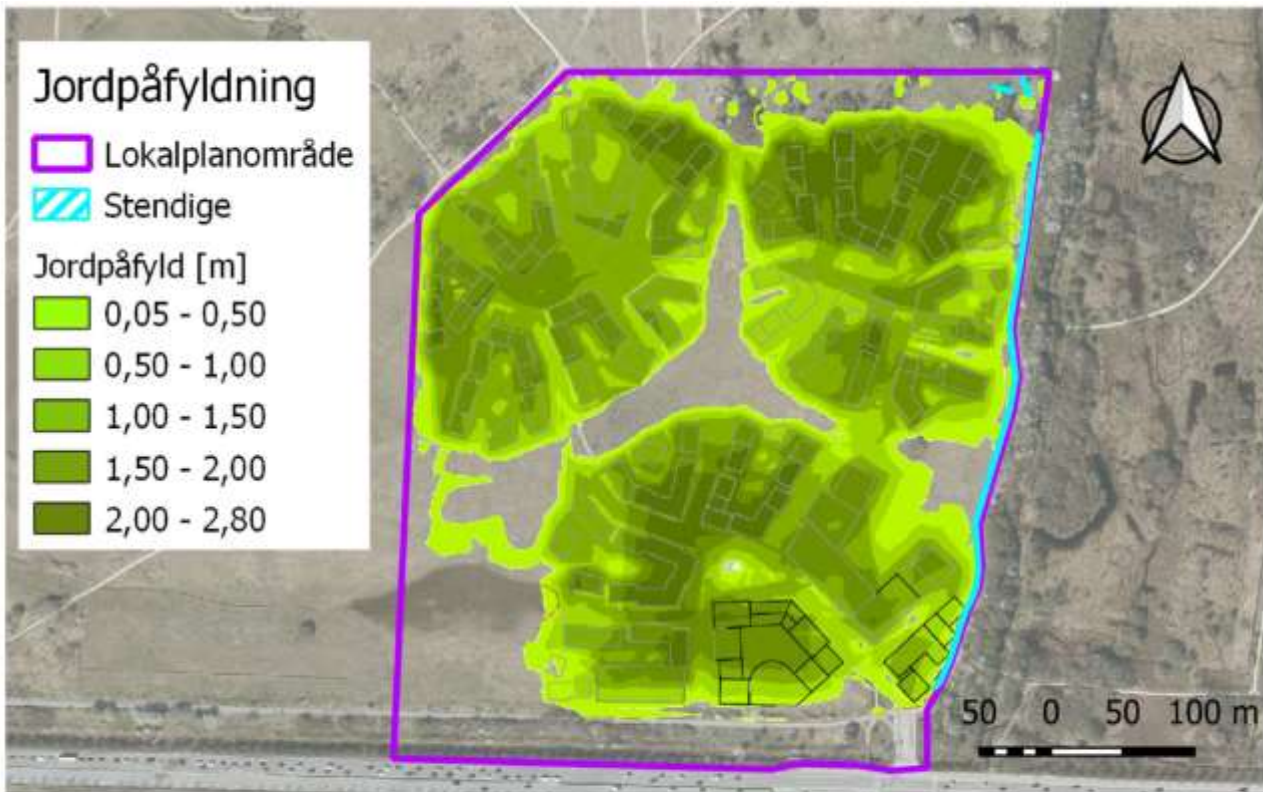 Jordpåfyldning
Lokalplanområde
Stendige
Jordpåfyld [m]
0,05 - 0,50
0,50 - 1,00
1,00 - 1,50
1,50 - 2,00
2,00 - 2,80
50 0 50 100 m